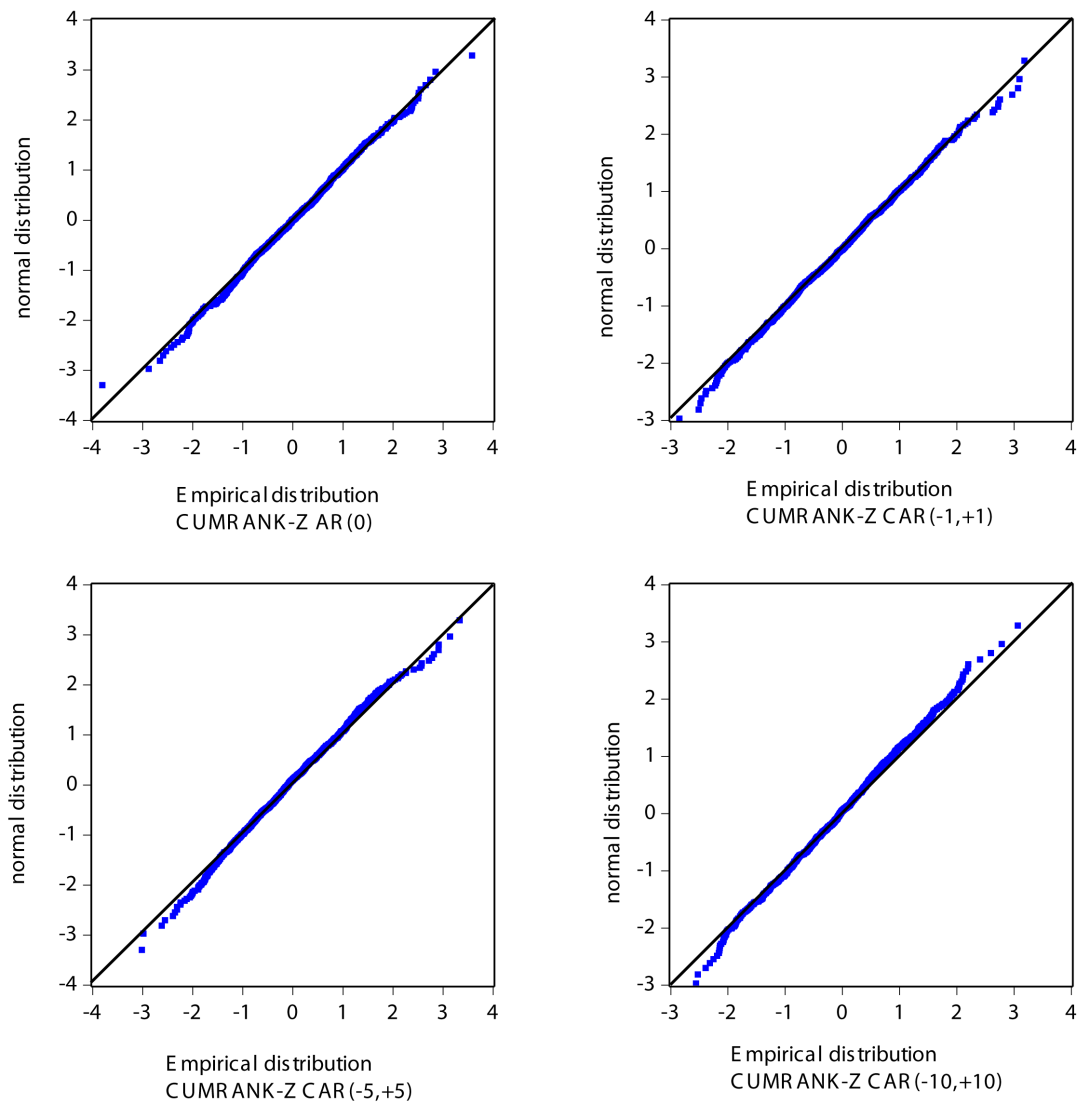 4
3
2
1
0
-1
-2
-3
-4
-4 -3 -2 -1 0 1 2 3 4
normal distribution
Empirical distribution
CUMRANK-Z AR(0)
4
3
2
1
0
-1
-2
-3
-3 -2 -1 0 1 2 3 4
normal distribution
Empirical distribution
CUMRANK-Z CAR(-1,+1)
4
3
2
1
0
-1
-2
-3
-4
-4 -3 -2 -1 0 1 2 3 4
normal distribution
Empirical distribution
CUMRANK-Z CAR(-5,+5)
4
3
2
1
0
-1
-2
-3
-3 -2 -1 0 1 2 3 4
normal distribution
Empirical distribution
CUMRANK-Z CAR(-10,+10)